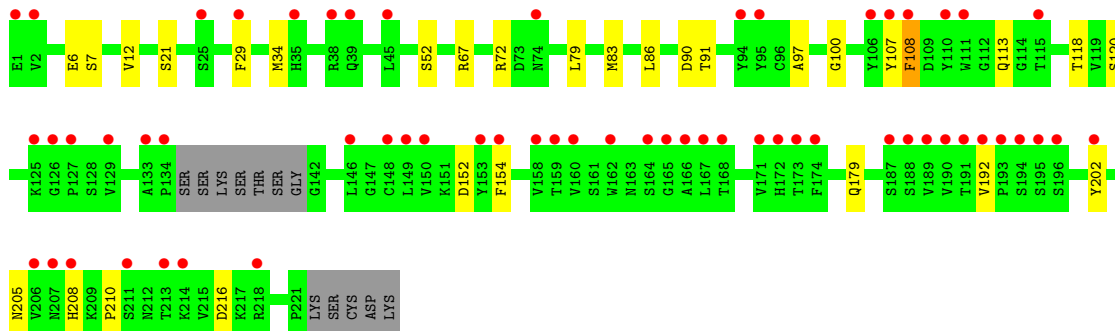 E1 V2 E6 S7 V12 S21 S25 F29 M34 H35 R38 Q39 L45 S52 R67 R72 D73 N74 L79 M83 L86 D90 T91 Y94 Y95 C96 A97 G100 Y106 Y107 F108 D109 Y110 W111 G112 Q113 G114 T115 T118 V119 S120
K125 G126 P127 S128 V129 A133 P134 SER SER LYS SER THR SER GLY G142 L146 G147 G148 L149 V150 K151 D152 Y153 F154 V158 T159 V160 S161 W162 N163 S164 G165 A166 L167 T168 V171 H172 T173 F174 Q179 S187 S188 V189 V190 T191 V192 P193 S194 S195 S196 Y202
N205 V206 N207 H208 K209 P210 S211 N212 T213 K214 V215 D216 K217 R218 P221 LYS SER CYS ASP LYS